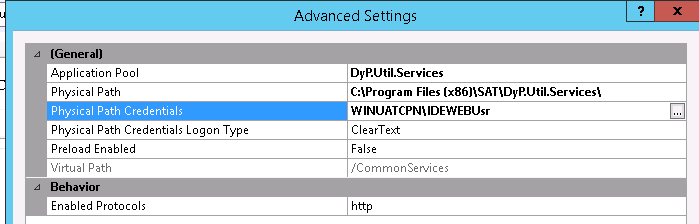 Advanced Settings
? x
(General)
Application Pool DyP.Util.Services
Physical Path C:\Program Files (x86)\SAT\DyP.Util.Services\
Physical Path Credentials WINUATCPN\IDEWEBUsr ...
Physical Path Credentials Logon Type ClearText
Preload Enabled False
Virtual Path /CommonServices
Behavior
Enabled Protocols http